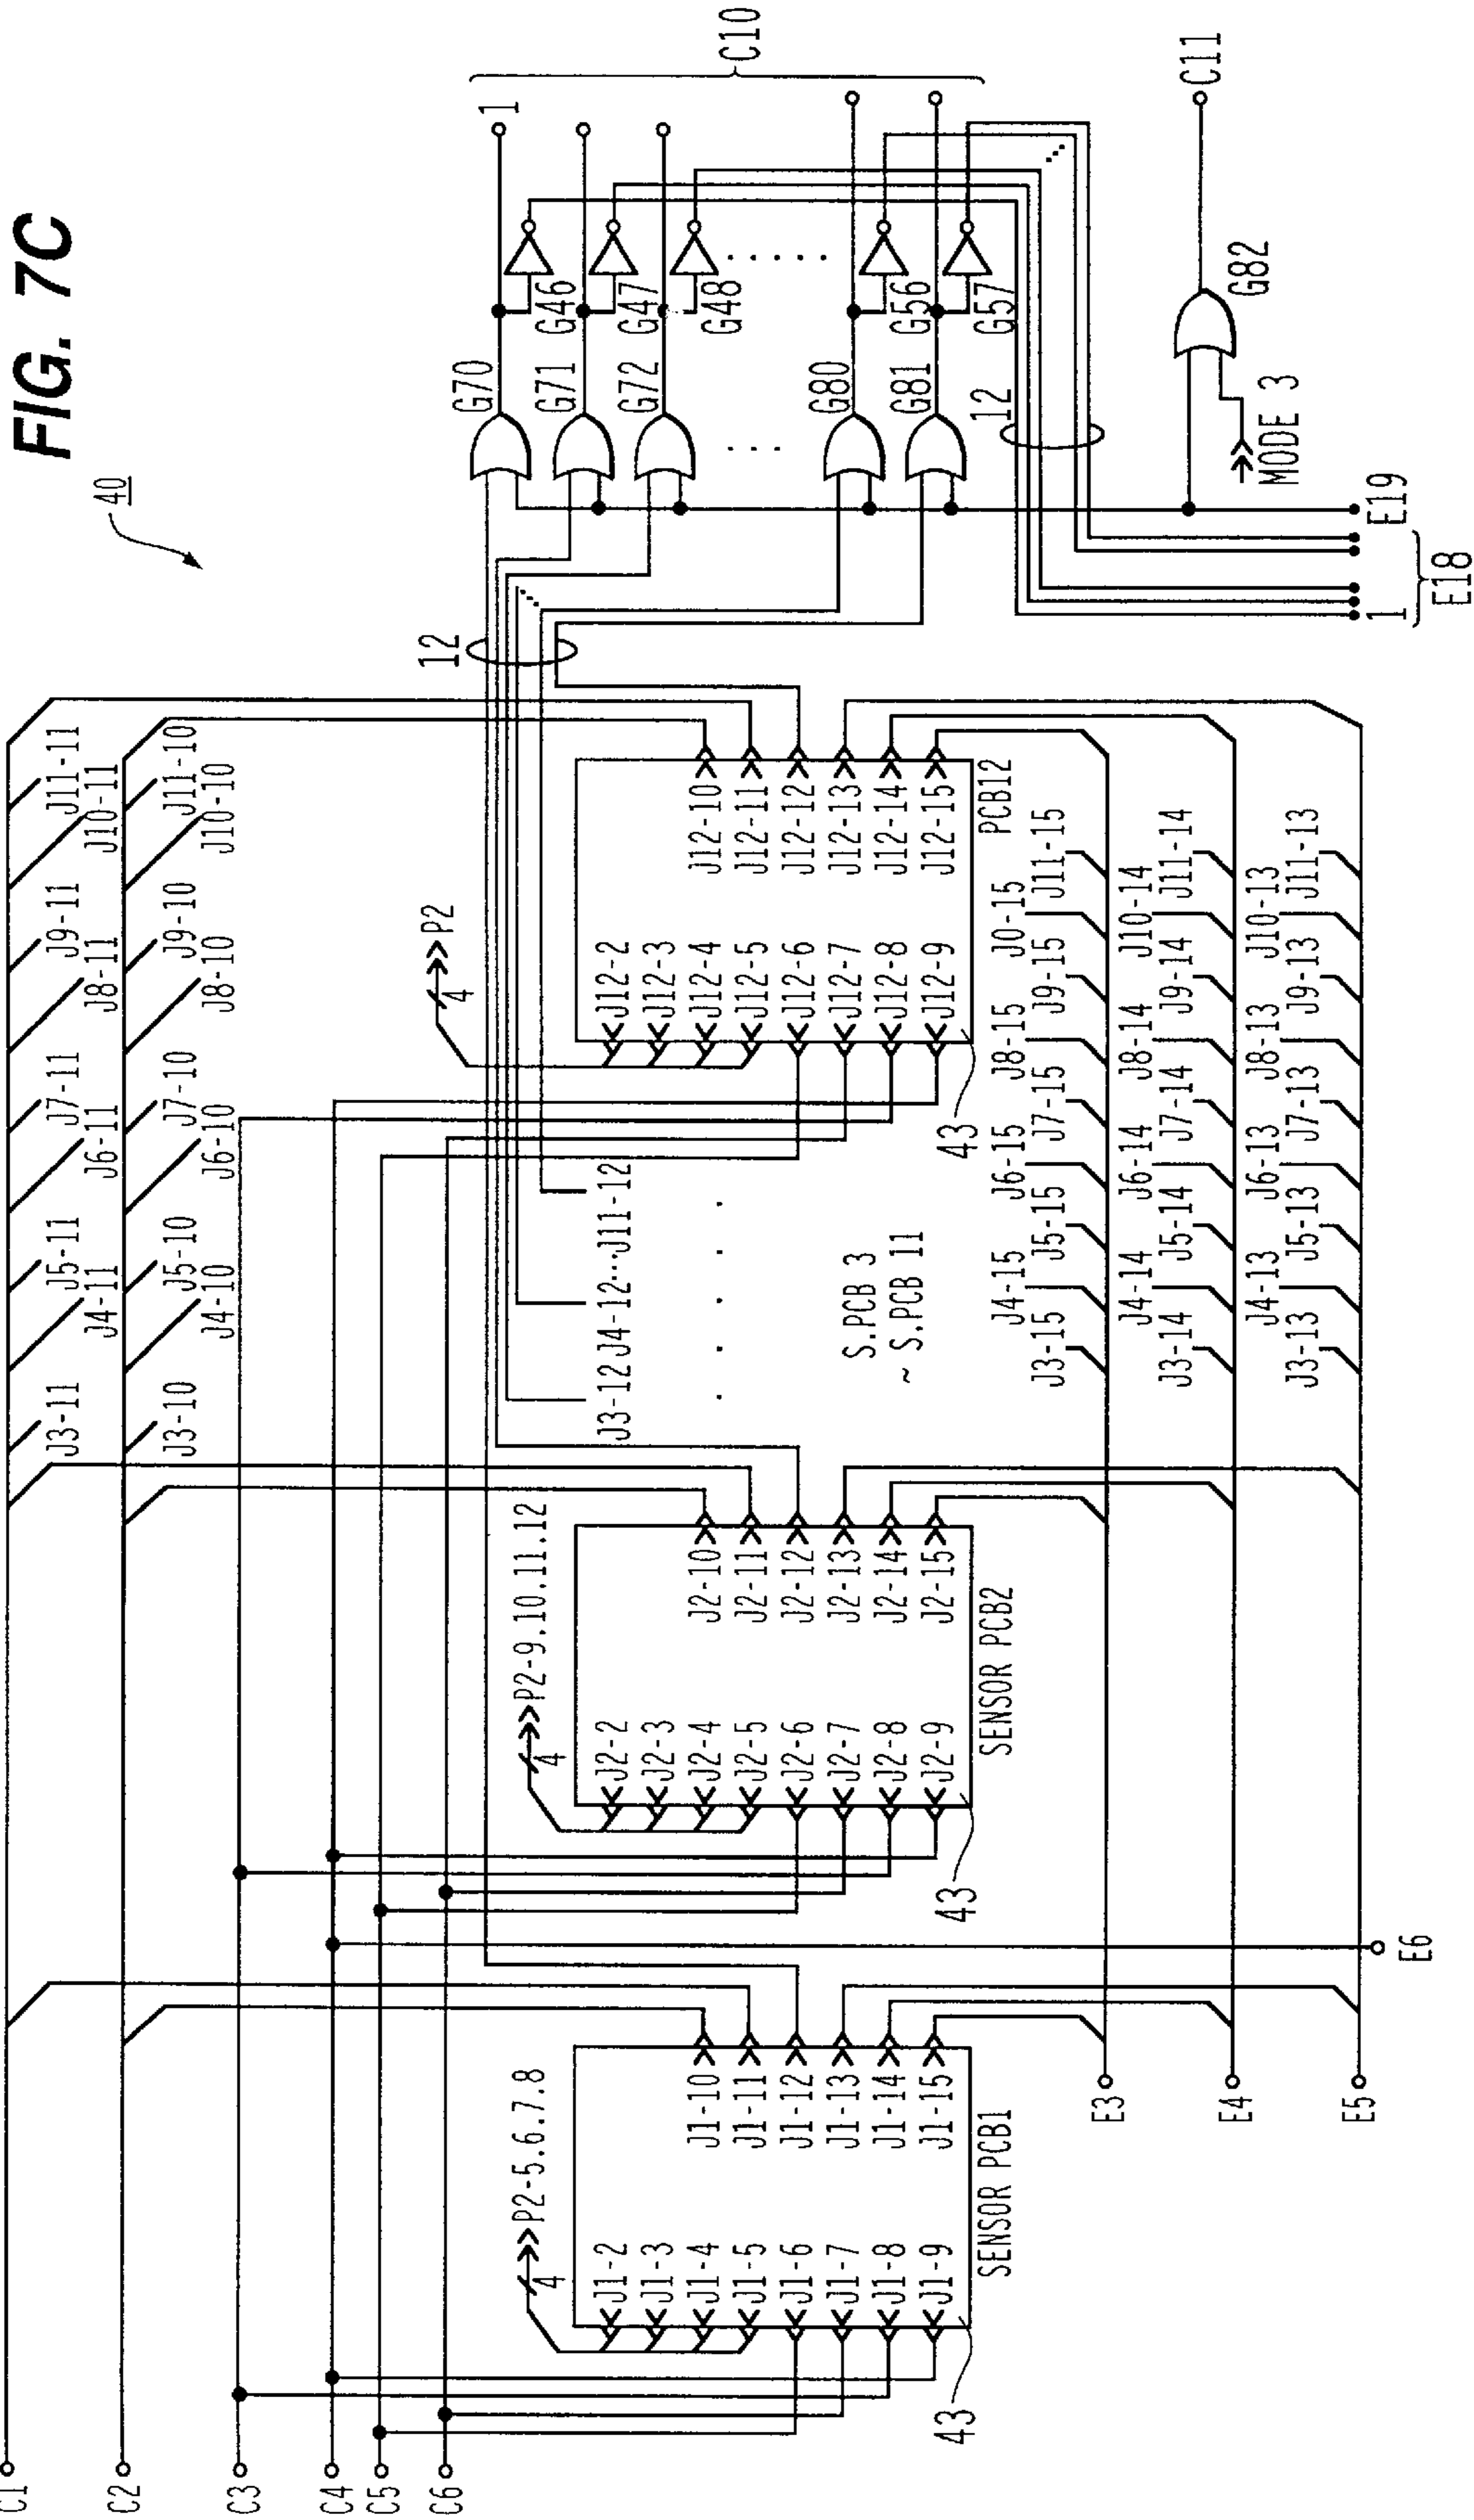 FIG. 7C
40
C1
C2
C3
C4
C5
C6
J3-11
J4-11
J5-11
J6-11
J7-11
J8-11
J9-11
J10-11
J11-11
J3-10
J4-10
J5-10
J6-10
J7-10
J8-10
J9-10
J10-10
J11-10
4
P2-5.6.7.8
J1-2
J1-3
J1-4
J1-5
J1-6
J1-7
J1-8
J1-9
J1-10
J1-11
J1-12
J1-13
J1-14
J1-15
SENSOR PCB1
43
4
P2-9.10.11.12
J2-2
J2-3
J2-4
J2-5
J2-6
J2-7
J2-8
J2-9
J2-10
J2-11
J2-12
J2-13
J2-14
J2-15
SENSOR PCB2
43
J3-12 J4-12...J11-12
. . . . .
S.PCB 3
~ S.PCB 11
4
P2
J12-2
J12-3
J12-4
J12-5
J12-6
J12-7
J12-8
J12-9
J12-10
J12-11
J12-12
J12-13
J12-14
J12-15
PCB12
43
12
G70
G71
G72
G80
G81
G46
G47
G48
G56
G57
1
C10
12
MODE 3
G82
C11
E19
1
E18
J3-15
J4-15
J5-15
J6-15
J7-15
J8-15
J9-15
J0-15
J11-15
J3-14
J4-14
J5-14
J6-14
J7-14
J8-14
J9-14
J10-14
J11-14
J3-13
J4-13
J5-13
J6-13
J7-13
J8-13
J9-13
J10-13
J11-13
E3
E4
E5
E6